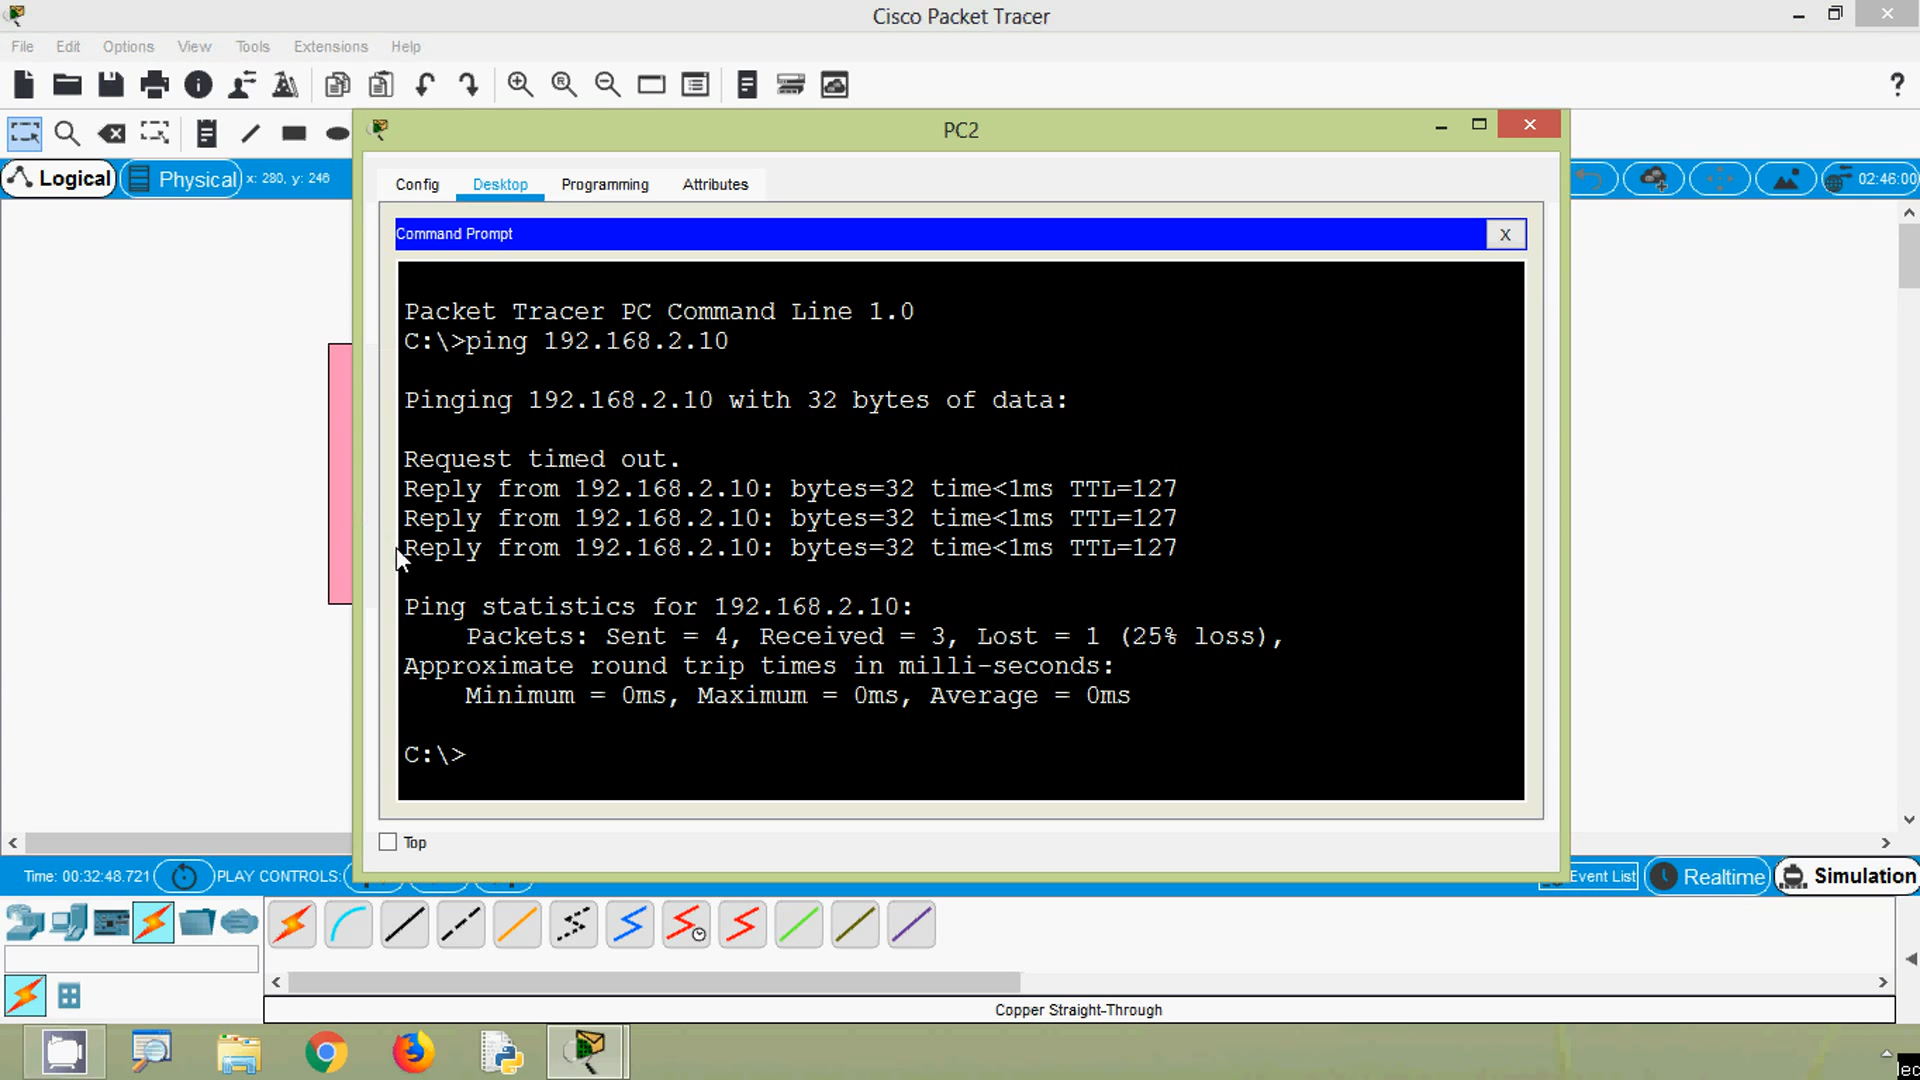 Cisco Packet Tracer
File Edit Options View Tools Extensions Help
?
PC2
Logical
Physical
x: 280, y: 246
02:46:00
Config Desktop Programming Attributes
Command Prompt
X
Packet Tracer PC Command Line 1.0
C:\>ping 192.168.2.10
Pinging 192.168.2.10 with 32 bytes of data:
Request timed out.
Reply from 192.168.2.10: bytes=32 time<1ms TTL=127
Reply from 192.168.2.10: bytes=32 time<1ms TTL=127
Reply from 192.168.2.10: bytes=32 time<1ms TTL=127
Ping statistics for 192.168.2.10:
Packets: Sent = 4, Received = 3, Lost = 1 (25% loss),
Approximate round trip times in milli-seconds:
Minimum = 0ms, Maximum = 0ms, Average = 0ms
C:\>
Top
Time: 00:32:48.721
PLAY CONTROLS:
Event List
Realtime
Simulation
Copper Straight-Through